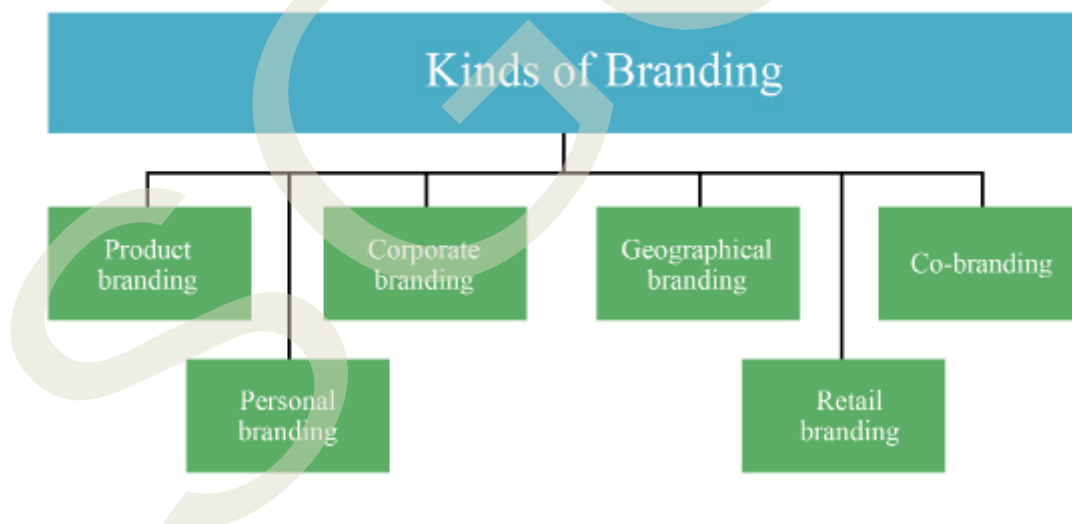 Kinds of Branding
Product
branding
Corporate
branding
Geographical
branding
Co-branding
Personal
branding
Retail
branding